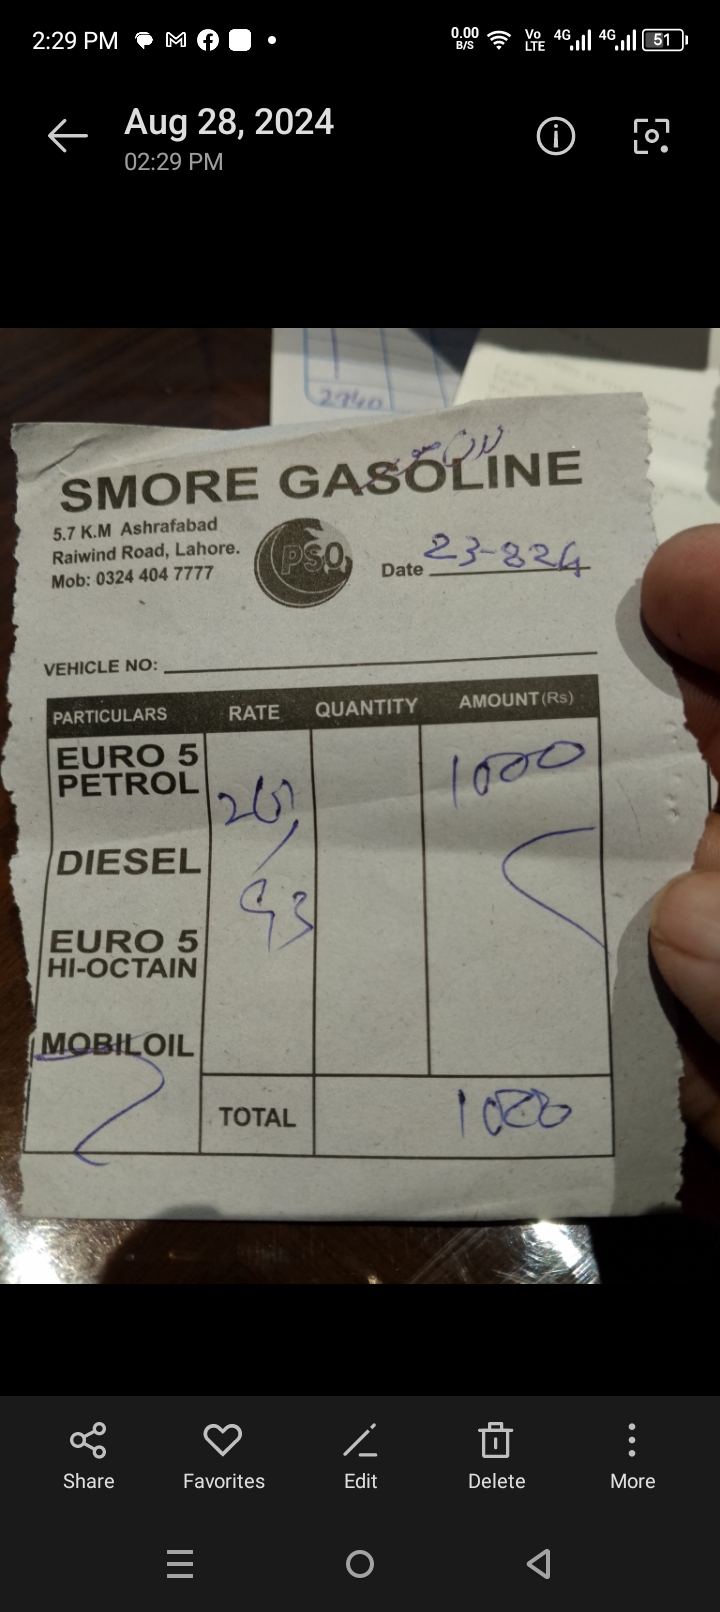 2:29 PM
0.00 B/S Vo LTE 4G 4G 51
Aug 28, 2024
02:29 PM
2940
SMORE GASOLINE
5.7 K.M Ashrafabad
Raiwind Road, Lahore.
Mob: 0324 404 7777
PSO
Date 23-824
VEHICLE NO:
PARTICULARS RATE QUANTITY AMOUNT (Rs)
EURO 5 PETROL 1000
DIESEL
93
EURO 5
HI-OCTAIN
MOBILOIL
TOTAL 1000
Share Favorites Edit Delete More